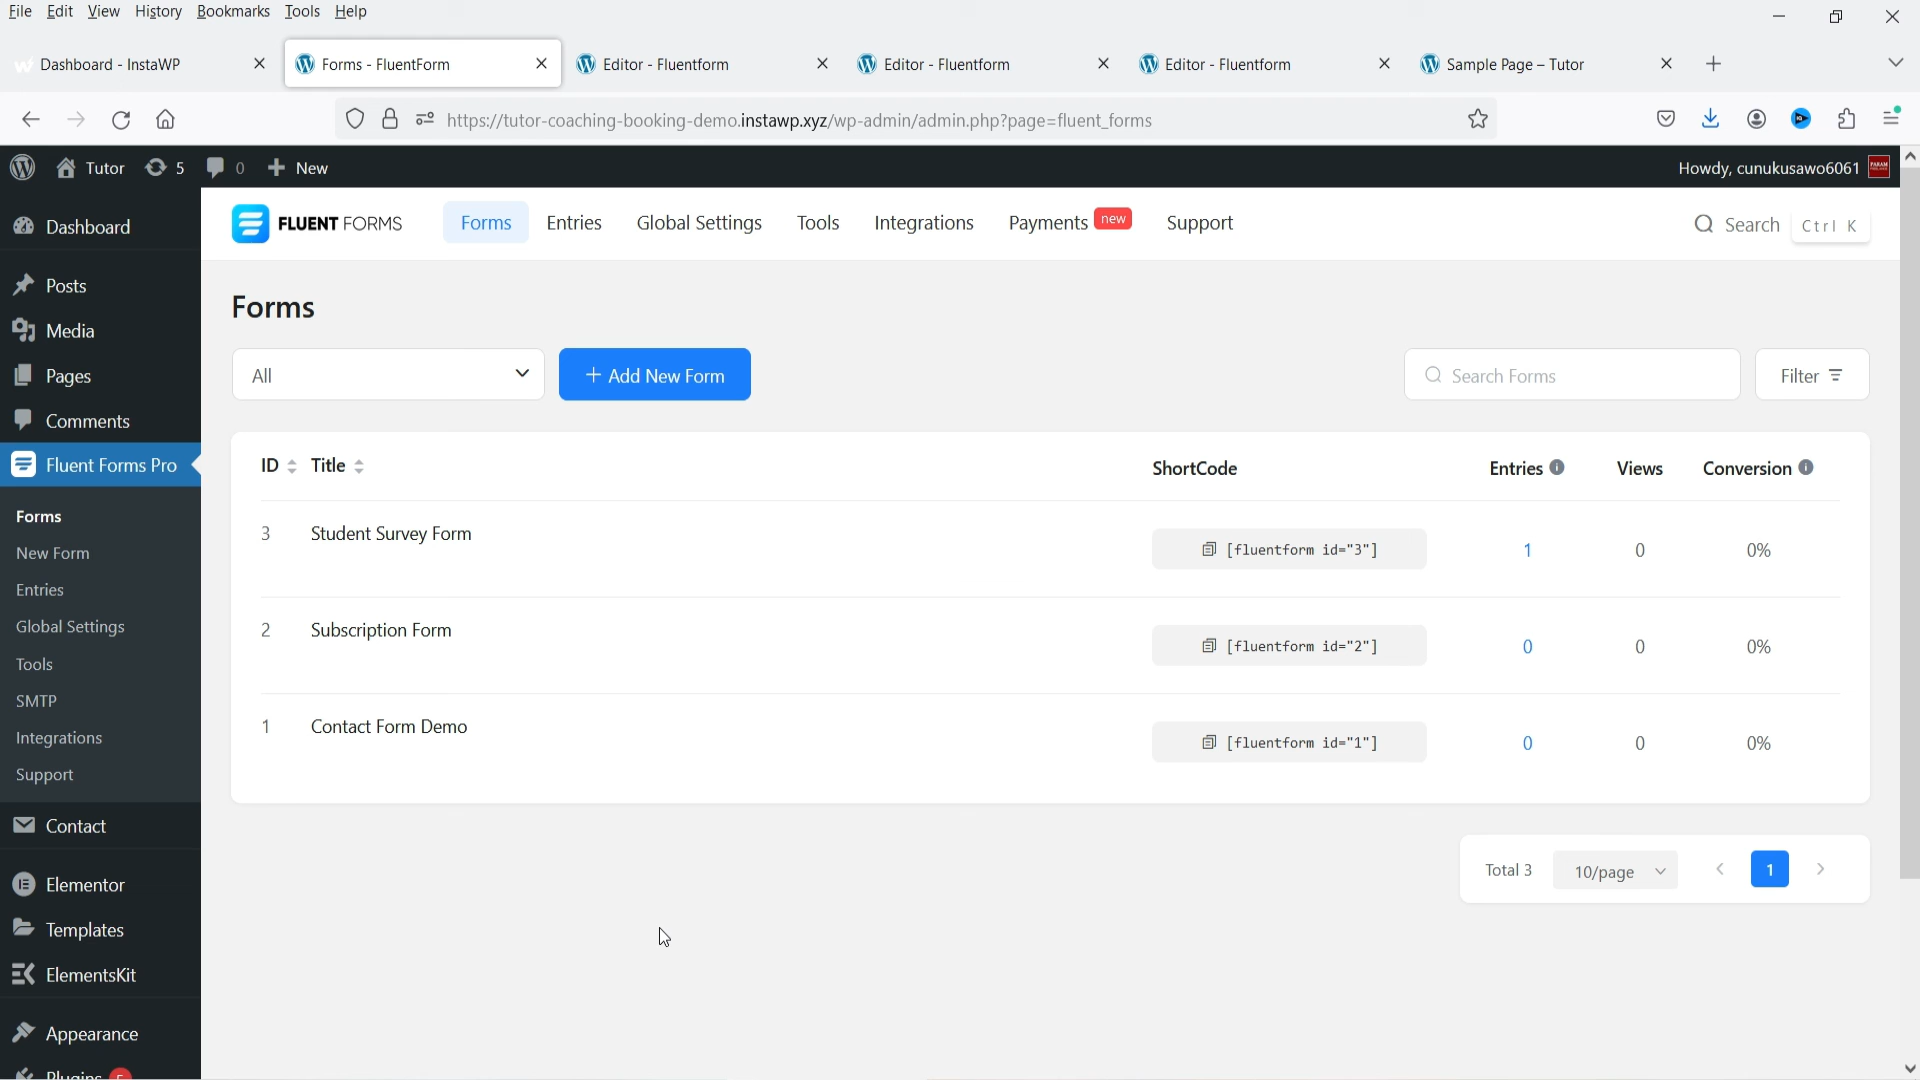 File Edit View History Bookmarks Tools Help
Dashboard - InstaWP
Forms - FluentForm
Editor - Fluentform
Editor - Fluentform
Editor - Fluentform
Sample Page – Tutor
https://tutor-coaching-booking-demo.instawp.xyz/wp-admin/admin.php?page=fluent_forms
Tutor 5 0 New
Howdy, cunukusawo6061
Dashboard
Posts
Media
Pages
Comments
Fluent Forms Pro
Forms
New Form
Entries
Global Settings
Tools
SMTP
Integrations
Support
Contact
Elementor
Templates
ElementsKit
Appearance
Plugins
FLUENT FORMS
Forms Entries Global Settings Tools Integrations Payments new Support
Search Ctrl K
Forms
All
Add New Form
Search Forms
Filter
ID Title ShortCode Entries Views Conversion
3 Student Survey Form [fluentform id="3"] 1 0 0%
2 Subscription Form [fluentform id="2"] 0 0 0%
1 Contact Form Demo [fluentform id="1"] 0 0 0%
Total 3 10/page 1